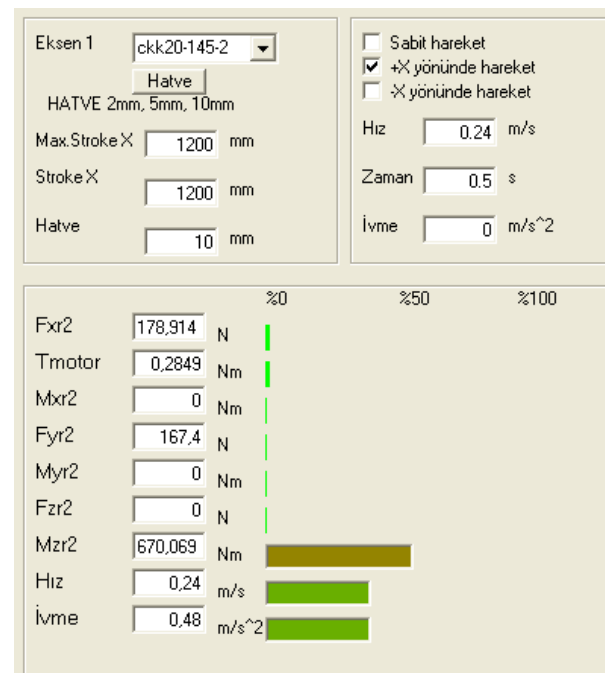 Eksen 1 ckk20-145-2
Hatve
HATVE 2mm, 5mm, 10mm
Max.Stroke X 1200 mm
Stroke X 1200 mm
Hatve 10 mm
Sabit hareket
+X yönünde hareket
-X yönünde hareket
Hız 0.24 m/s
Zaman 0.5 s
İvme 0 m/s^2
%0 %50 %100
Fxr2 178,914 N
Tmotor 0,2849 Nm
Mxr2 0 Nm
Fyr2 167,4 N
Myr2 0 Nm
Fzr2 0 N
Mzr2 670,069 Nm
Hız 0,24 m/s
İvme 0,48 m/s^2